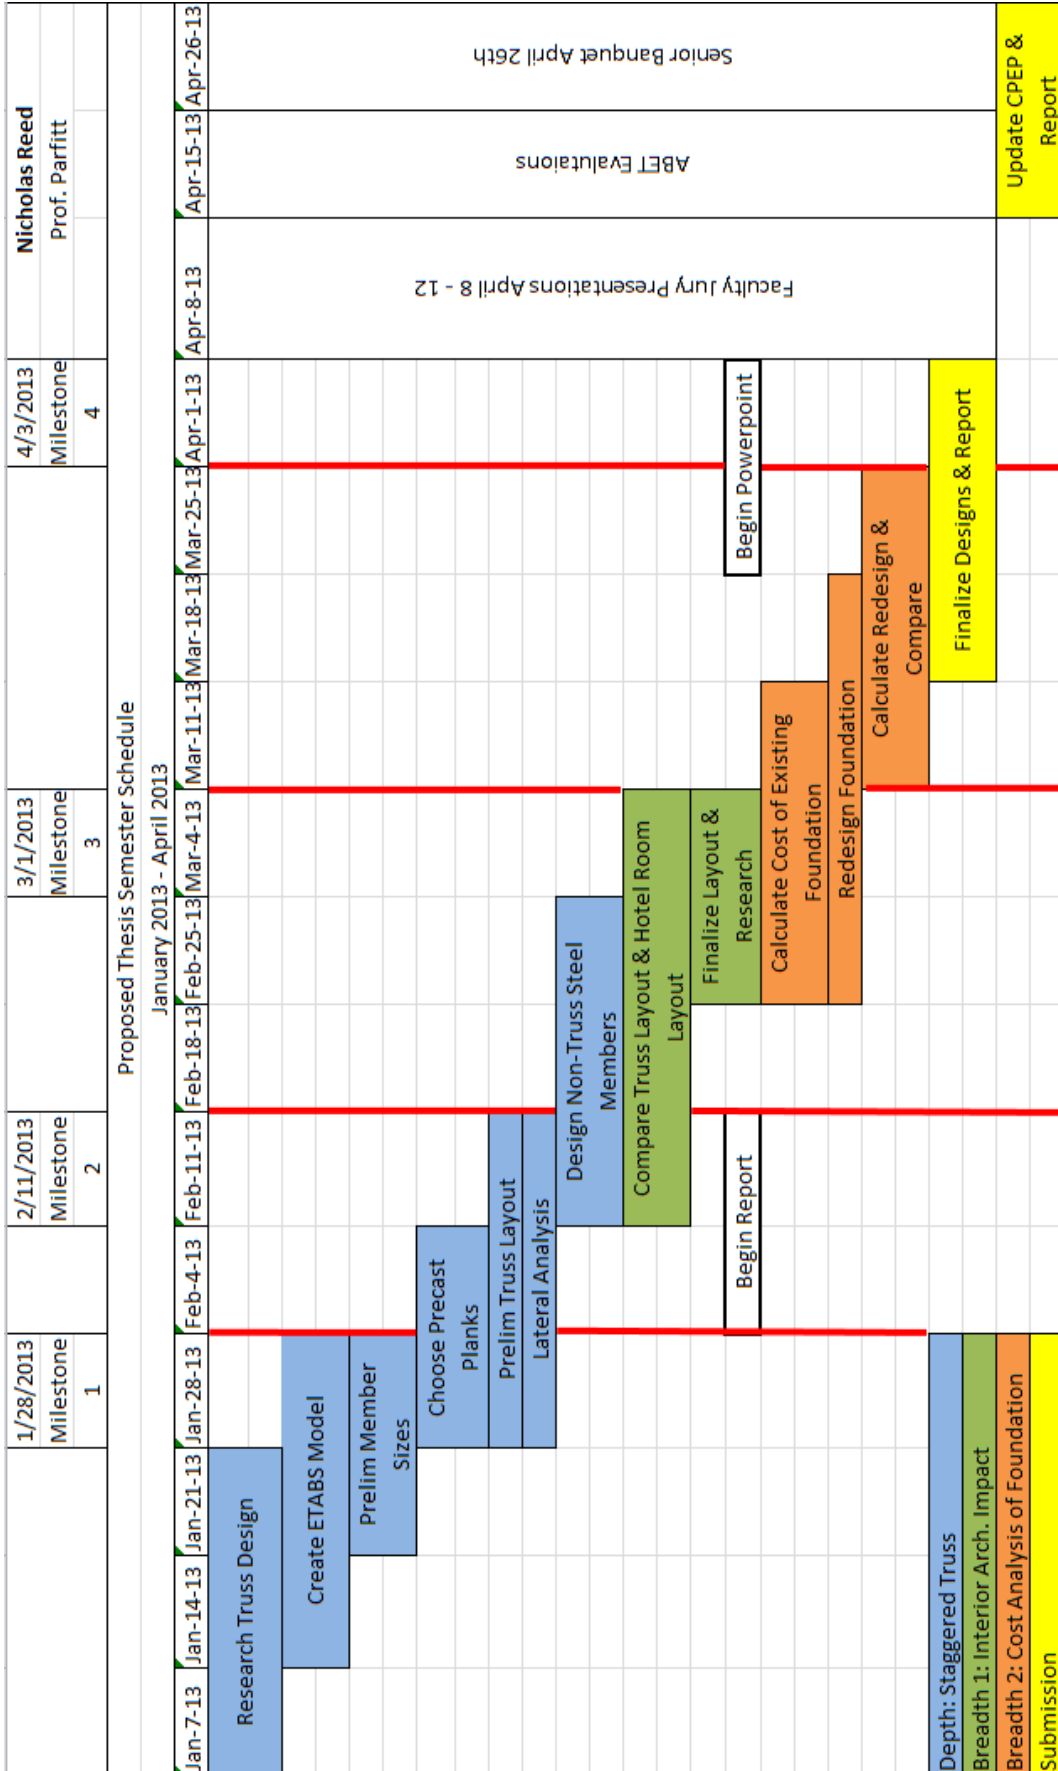 1/28/2013
2/11/2013
3/1/2013
4/3/2013
Nicholas Reed
Milestone
Milestone
Milestone
Milestone
Prof. Parfitt
1
2
3
4
Proposed Thesis Semester Schedule
January 2013 - April 2013
Jan-7-13
Jan-14-13
Jan-21-13
Jan-28-13
Feb-4-13
Feb-11-13
Feb-18-13
Feb-25-13
Mar-4-13
Mar-11-13
Mar-18-13
Mar-25-13
Apr-1-13
Apr-8-13
Apr-15-13
Apr-26-13
Research Truss Design
Create ETABS Model
Prelim Member
Sizes
Choose Precast
Planks
Prelim Truss Layout
Lateral Analysis
Design Non-Truss Steel
Members
Compare Truss Layout & Hotel Room
Layout
Finalize Layout &
Research
Begin Report
Begin Powerpoint
Calculate Cost of Existing
Foundation
Redesign Foundation
Calculate Redesign &
Compare
Finalize Designs & Report
Faculty Jury Presentations April 8 - 12
ABET Evalutaions
Senior Banquet April 26th
Update CPEP &
Report
Depth: Staggered Truss
Breadth 1: Interior Arch. Impact
Breadth 2: Cost Analysis of Foundation
Submission